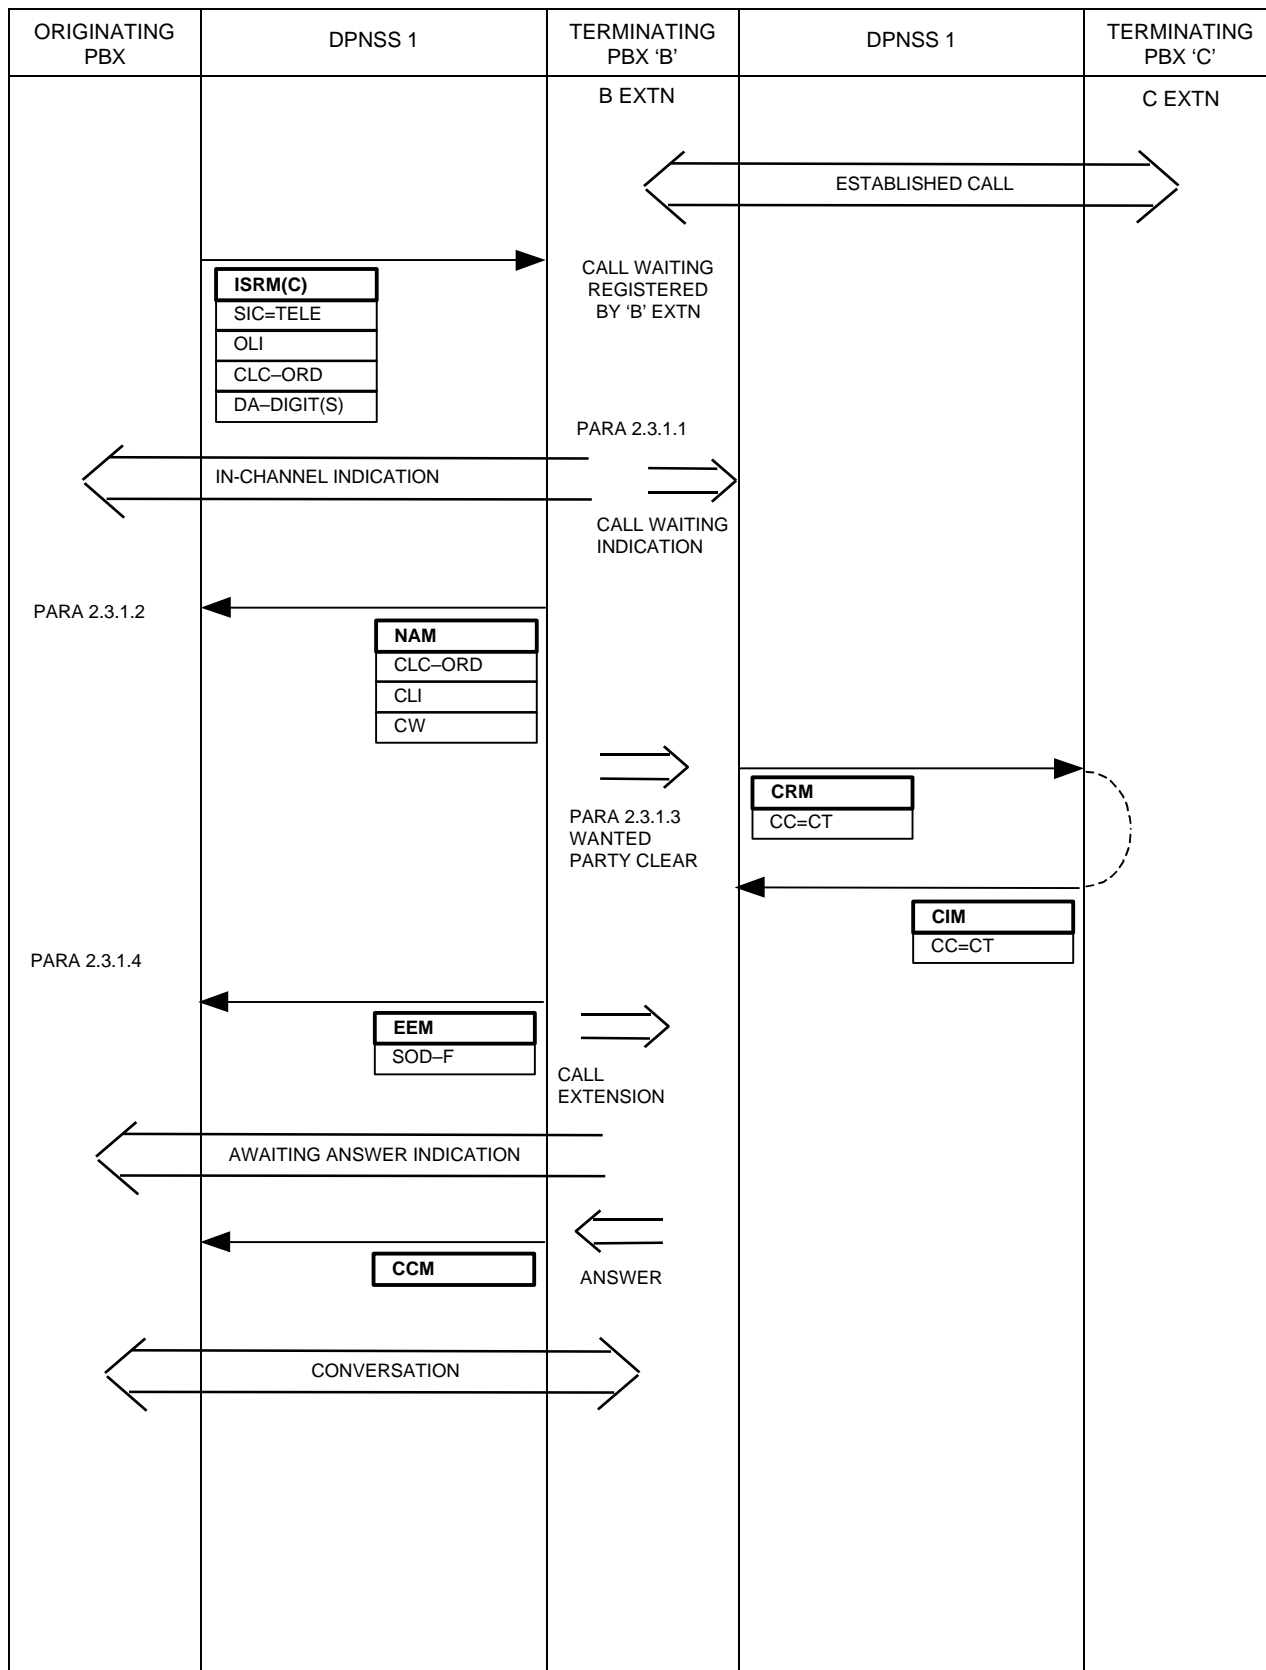 ORIGINATING
PBX
DPNSS 1
TERMINATING
PBX ‘B’
DPNSS 1
TERMINATING
PBX ‘C’
B EXTN
C EXTN
ESTABLISHED CALL
ISRM(C)
SIC=TELE
OLI
CLC–ORD
DA–DIGIT(S)
CALL WAITING
REGISTERED
BY ‘B’ EXTN
PARA 2.3.1.1
IN-CHANNEL INDICATION
CALL WAITING
INDICATION
PARA 2.3.1.2
NAM
CLC–ORD
CLI
CW
PARA 2.3.1.3
WANTED
PARTY CLEAR
CRM
CC=CT
CIM
CC=CT
PARA 2.3.1.4
EEM
SOD–F
CALL
EXTENSION
AWAITING ANSWER INDICATION
CCM
ANSWER
CONVERSATION